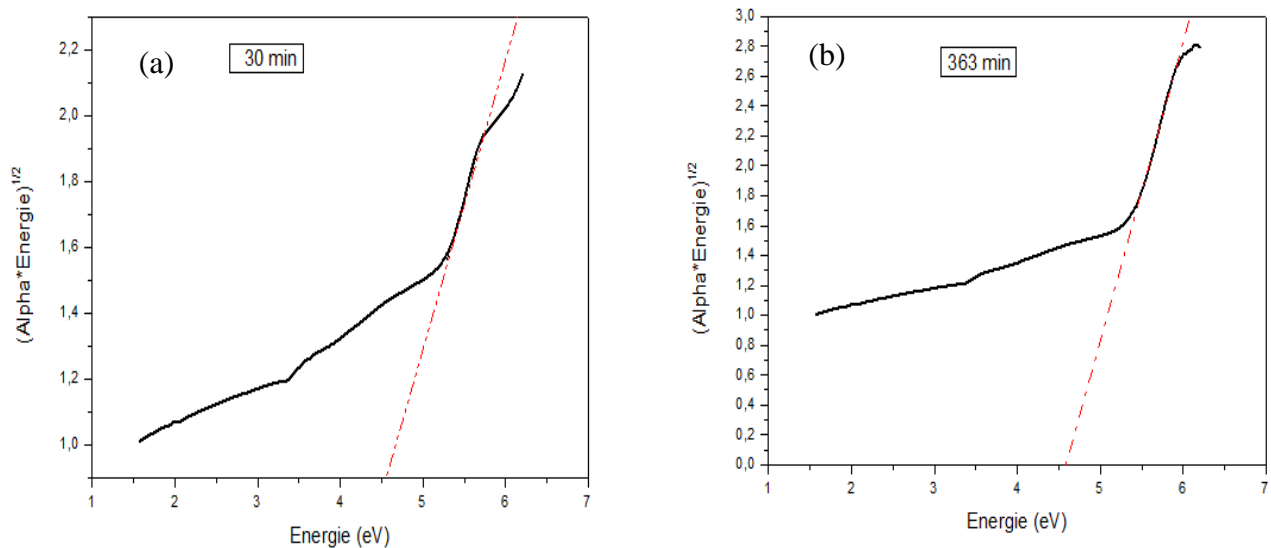 (a)
30 min
2,2
2,0
1,8
1,6
1,4
1,2
1,0
(Alpha*Energie)^1/2
1 2 3 4 5 6 7
Energie (eV)
(b)
363 min
3,0
2,8
2,6
2,4
2,2
2,0
1,8
1,6
1,4
1,2
1,0
0,8
0,6
0,4
0,2
0,0
(Alpha*Energie)^1/2
1 2 3 4 5 6 7
Energie (eV)